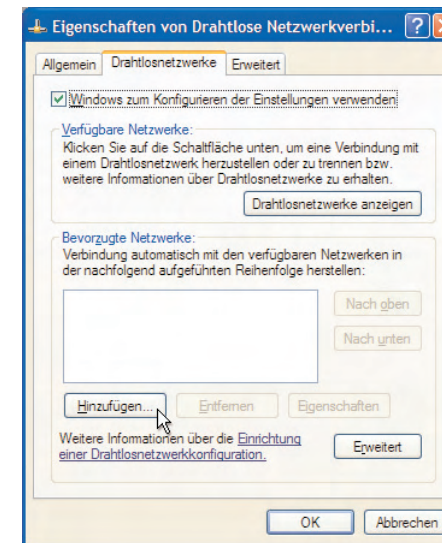 Eigenschaften von Drahtlose Netzwerkverbi...
Allgemein Drahtlosnetzwerke Erweitert
Windows zum Konfigurieren der Einstellungen verwenden
Verfügbare Netzwerke:
Klicken Sie auf die Schaltfläche unten, um eine Verbindung mit
einem Drahtlosnetzwerk herzustellen oder zu trennen bzw.
weitere Informationen über Drahtlosnetzwerke zu erhalten.
Drahtlosnetzwerke anzeigen
Bevorzugte Netzwerke:
Verbindung automatisch mit den verfügbaren Netzwerken in
der nachfolgend aufgeführten Reihenfolge herstellen:
Nach oben
Nach unten
Hinzufügen... Entfernen Eigenschaften
Weitere Informationen über die Einrichtung
einer Drahtlosnetzwerkkonfiguration.
Erweitert
OK Abbrechen